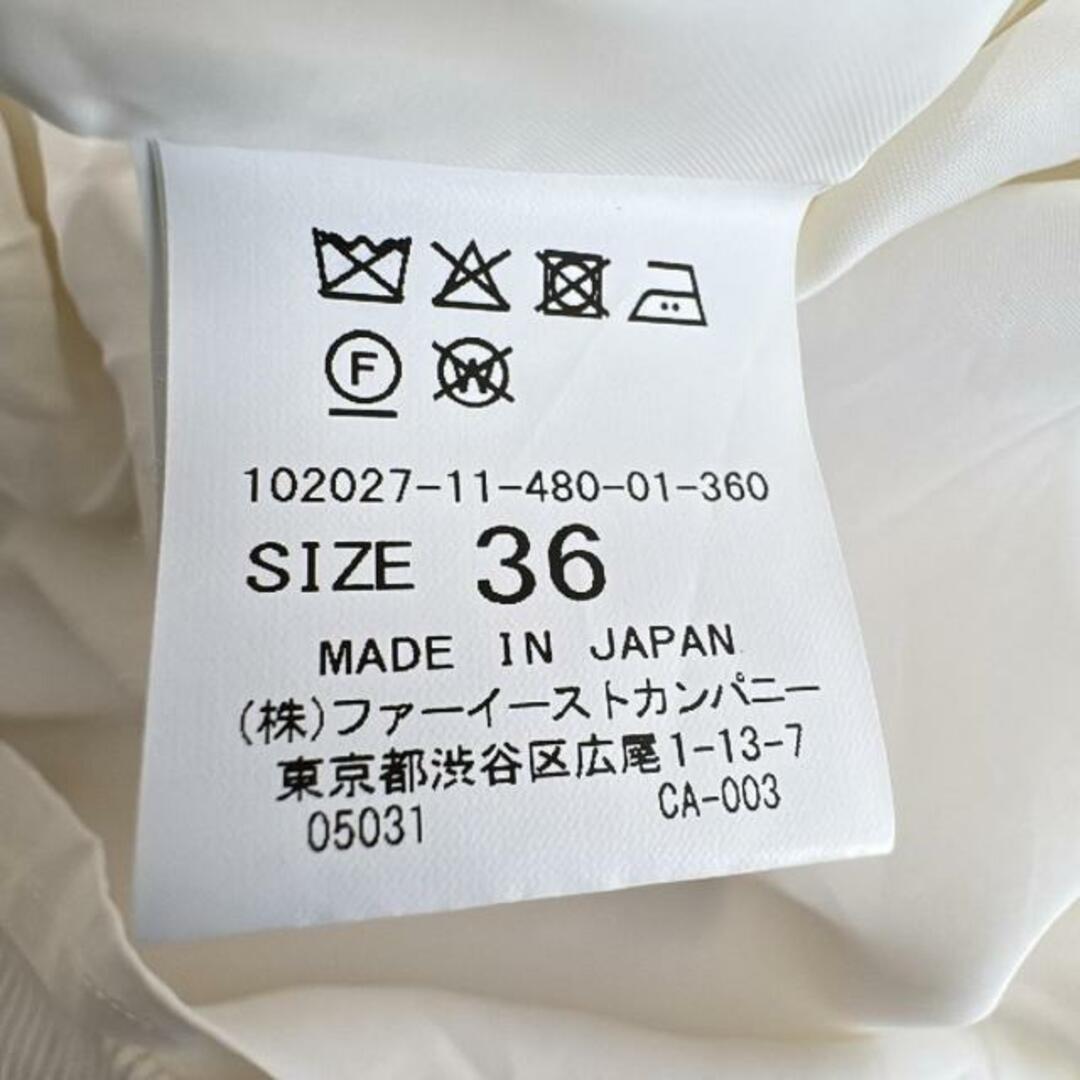 F W
102027-11-480-01-360
SIZE 36
MADE IN JAPAN
(株)ファーイーストカンパニー
東京都渋谷区広尾1-13-7
05031 CA-003